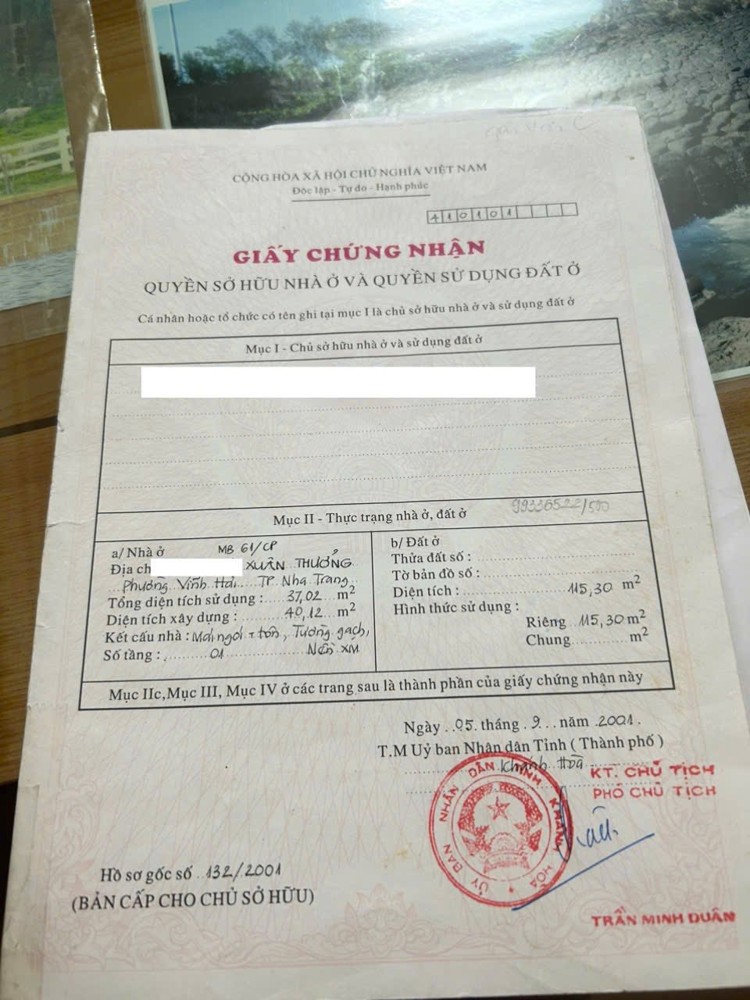 CỘNG HÒA XÃ HỘI CHỦ NGHĨA VIỆT NAM
Độc lập - Tự do - Hạnh phúc
410101
GIẤY CHỨNG NHẬN
QUYỀN SỞ HỮU NHÀ Ở VÀ QUYỀN SỬ DỤNG ĐẤT Ở
Cá nhân hoặc tổ chức có tên ghi tại mục I là chủ sở hữu nhà ở và sử dụng đất ở
Mục I - Chủ sở hữu nhà ở và sử dụng đất ở
Mục II - Thực trạng nhà ở, đất ở
a/ Nhà ở MB 61/CP
Địa ch XUÂN THƯỞNG
Phường Vĩnh Hải TP Nha Trang
Tổng diện tích sử dụng : 37,02 m2
Diện tích xây dựng : 40,12 m2
Kết cấu nhà : Mái ngói + tôn, Tường gạch,
Số tầng : 01 Nền XM
b/ Đất ở
Thửa đất số :
Tờ bản đồ số :
Diện tích : 115,30 m2
Hình thức sử dụng :
Riêng 115,30 m2
Chung m2
Mục IIc, Mục III, Mục IV ở các trang sau là thành phần của giấy chứng nhận này
Ngày 05 tháng 9 năm 2001.
T.M Uỷ ban Nhân dân Tỉnh ( Thành phố )
Khánh Hoà
KT. CHỦ TỊCH
PHÓ CHỦ TỊCH
ỦY BAN NHÂN DÂN TỈNH KHÁNH HÒA
Hồ sơ gốc số 132/2001
(BẢN CẤP CHO CHỦ SỞ HỮU)
TRẦN MINH DUÂN